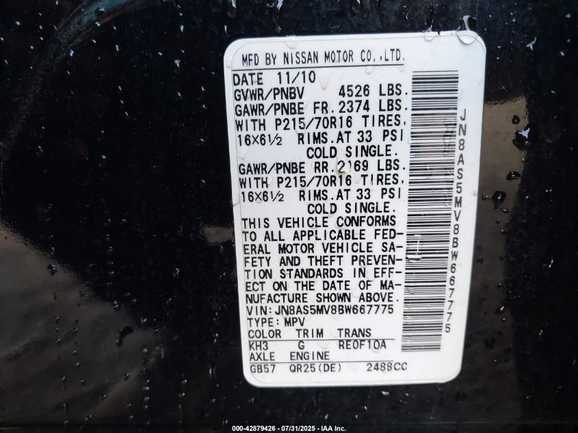 MFD BY NISSAN MOTOR CO.,LTD.
DATE 11/10
GVWR/PNBV 4526 LBS.
GAWR/PNBE FR. 2374 LBS.
WITH P215/70R16 TIRES,
16X6½ RIMS.AT 33 PSI
COLD SINGLE.
GAWR/PNBE RR. 2169 LBS.
WITH P215/70R16 TIRES,
16X6½ RIMS.AT 33 PSI
COLD SINGLE.
THIS VEHICLE CONFORMS
TO ALL APPLICABLE FED-
ERAL MOTOR VEHICLE SA-
FETY AND THEFT PREVEN-
TION STANDARDS IN EFF-
ECT ON THE DATE OF MA-
NUFACTURE SHOWN ABOVE.
VIN:JN8AS5MV8BW667775
TYPE: MPV
COLOR TRIM TRANS
KH3 G RE0F10A
AXLE ENGINE
GB57 QR25(DE) 2488CC
JN8AS5MV8BW667775
000-42879426 - 07/31/2025 - IAA Inc.